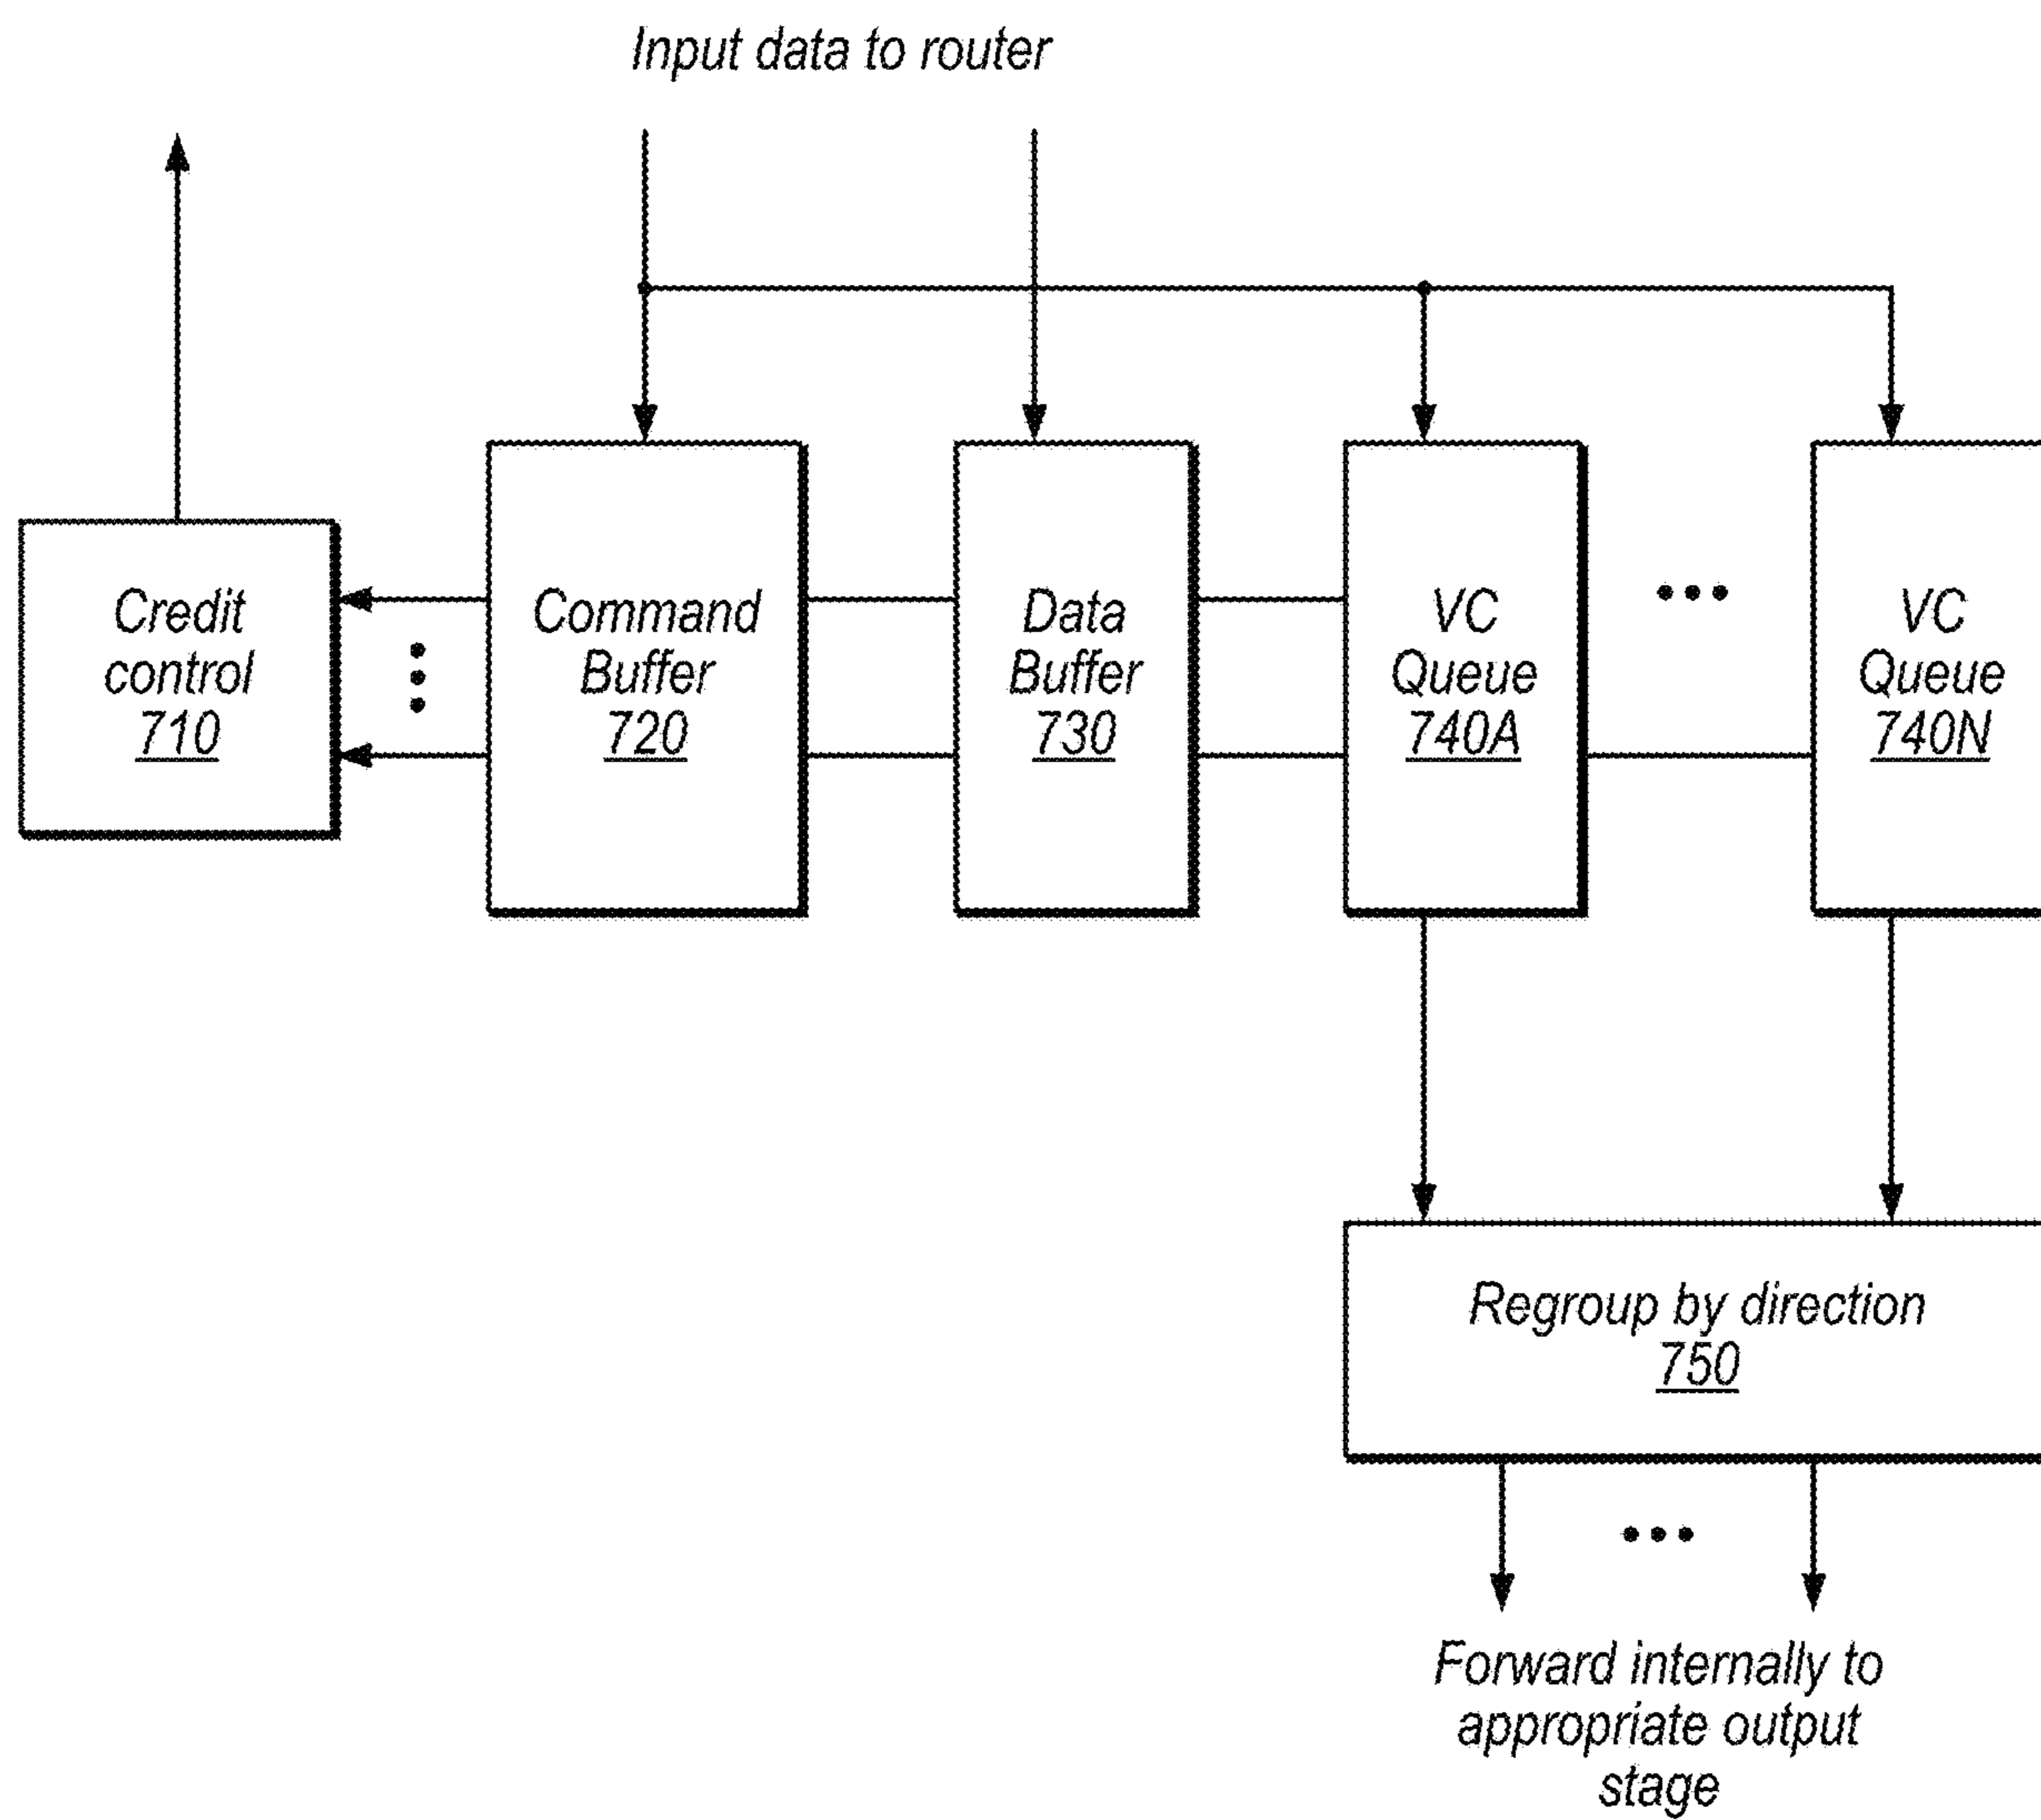 Input data to router
Credit
control
710
Command
Buffer
720
Data
Buffer
730
VC
Queue
740A
VC
Queue
740N
Regroup by direction
750
Forward internally to
appropriate output
stage